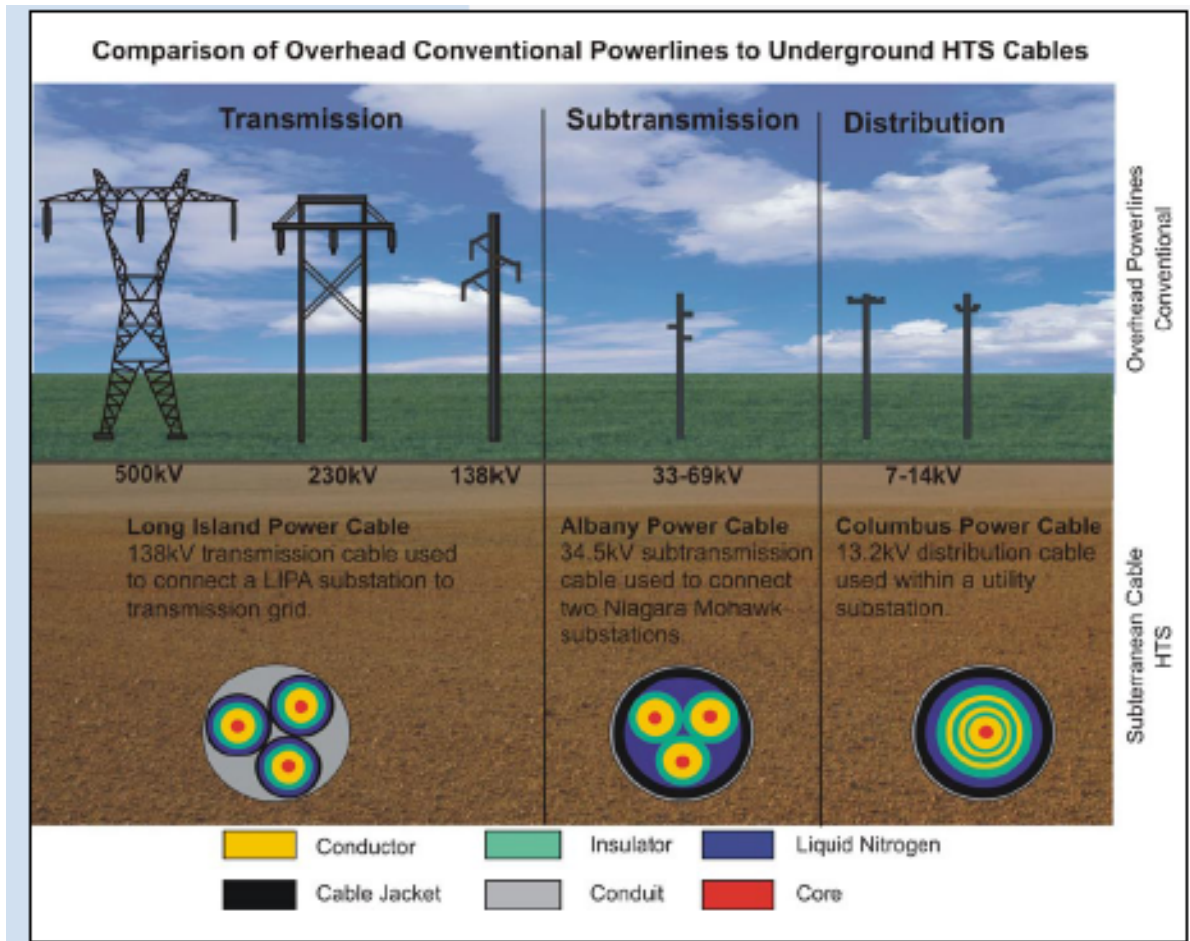 Comparison of Overhead Conventional Powerlines to Underground HTS Cables
Transmission
Subtransmission
Distribution
Overhead Powerlines
Conventional
500kV
230kV
138kV
33-69kV
7-14kV
Long Island Power Cable
138kV transmission cable used
to connect a LIPA substation to
transmission grid.
Albany Power Cable
34.5kV subtransmission
cable used to connect
two Niagara Mohawk
substations.
Columbus Power Cable
13.2kV distribution cable
used within a utility
substation.
Subterranean Cable
HTS
Conductor
Insulator
Liquid Nitrogen
Cable Jacket
Conduit
Core